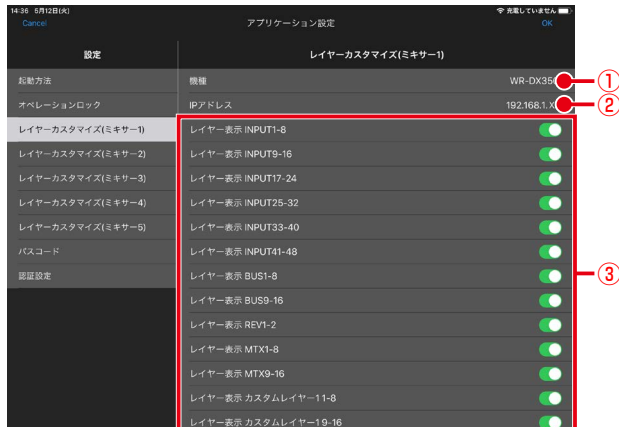 14:36 5月12日(火)
充電していません
Cancel
アプリケーション設定
OK
設定
レイヤーカスタマイズ(ミキサー1)
起動方法
機種
WR-DX35
①
オペレーションロック
IPアドレス
192.168.1.X
②
レイヤーカスタマイズ(ミキサー1)
レイヤー表示 INPUT1-8
レイヤーカスタマイズ(ミキサー2)
レイヤー表示 INPUT9-16
レイヤーカスタマイズ(ミキサー3)
レイヤー表示 INPUT17-24
レイヤーカスタマイズ(ミキサー4)
レイヤー表示 INPUT25-32
レイヤーカスタマイズ(ミキサー5)
レイヤー表示 INPUT33-40
パスコード
レイヤー表示 INPUT41-48
認証設定
レイヤー表示 BUS1-8
③
レイヤー表示 BUS9-16
レイヤー表示 REV1-2
レイヤー表示 MTX1-8
レイヤー表示 MTX9-16
レイヤー表示 カスタムレイヤー1 1-8
レイヤー表示 カスタムレイヤー1 9-16